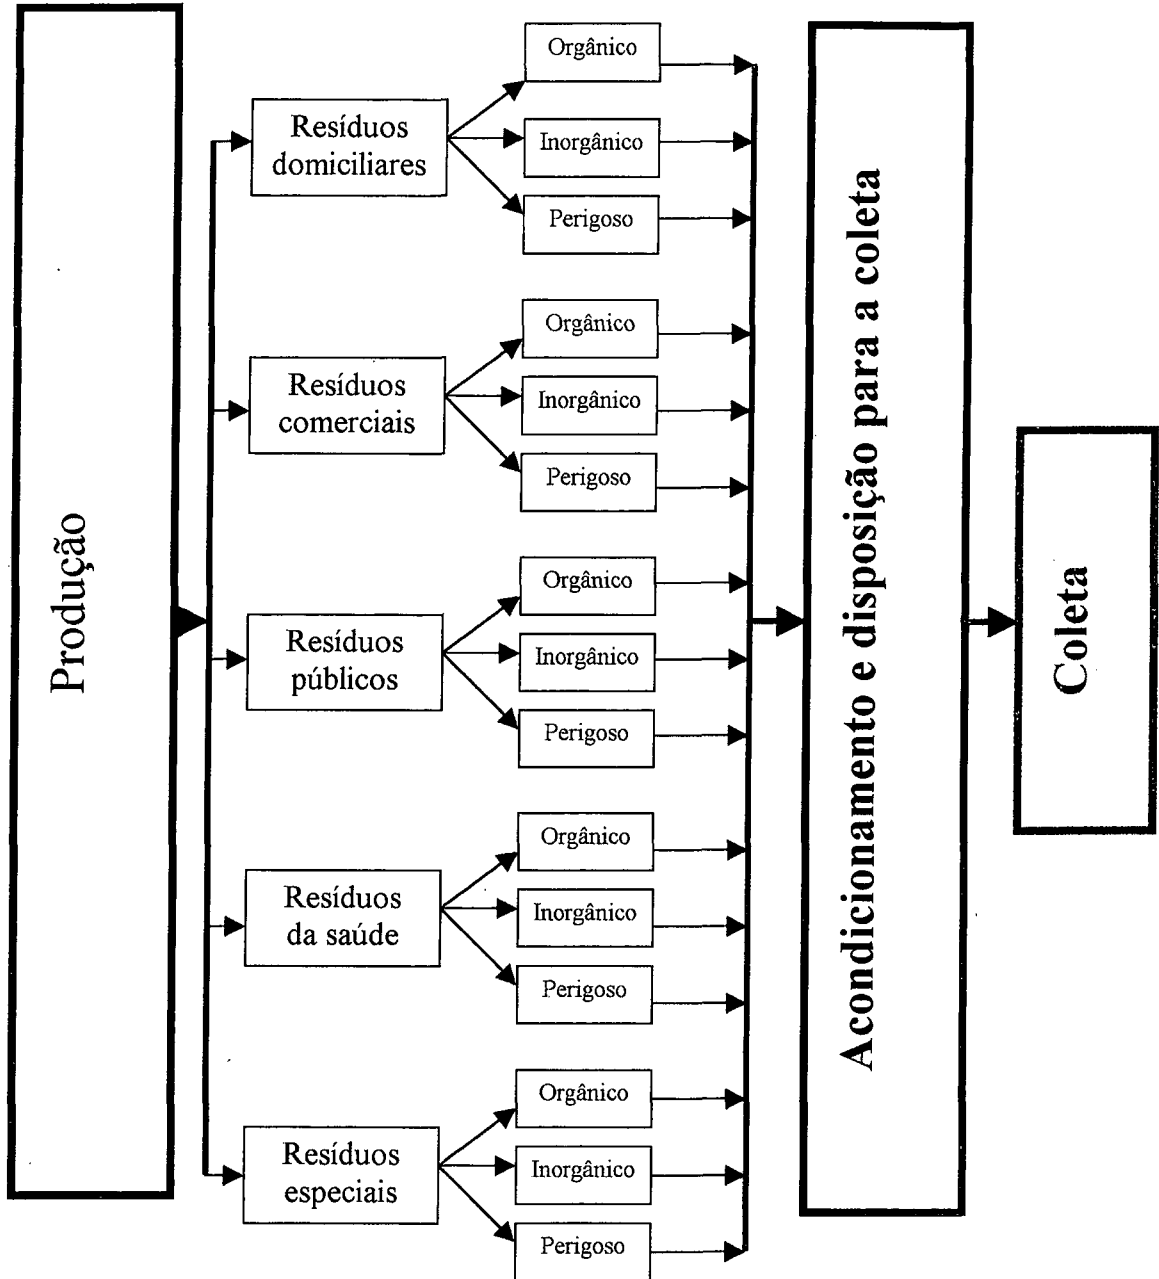 Produção
Resíduos
domiciliares
Orgânico
Inorgânico
Perigoso
Resíduos
comerciais
Orgânico
Inorgânico
Perigoso
Resíduos
públicos
Orgânico
Inorgânico
Perigoso
Resíduos
da saúde
Orgânico
Inorgânico
Perigoso
Resíduos
especiais
Orgânico
Inorgânico
Perigoso
Acondicionamento e disposição para a coleta
Coleta